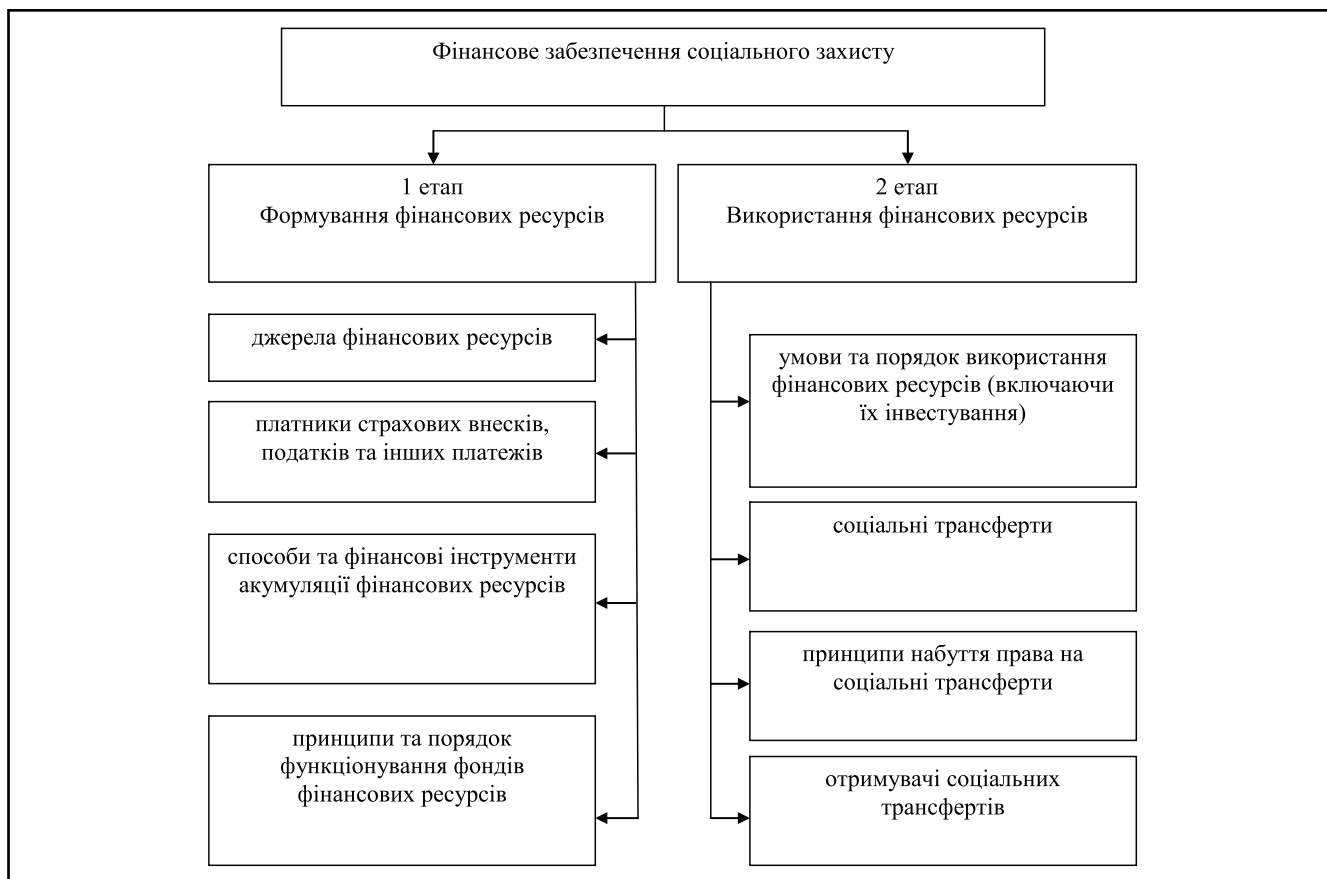 Фінансове забезпечення соціального захисту
1 етап
Формування фінансових ресурсів
джерела фінансових ресурсів
платники страхових внесків,
податків та інших платежів
способи та фінансові інструменти
акумуляції фінансових ресурсів
принципи та порядок
функціонування фондів
фінансових ресурсів
2 етап
Використання фінансових ресурсів
умови та порядок використання
фінансових ресурсів (включаючи
їх інвестування)
соціальні трансферти
принципи набуття права на
соціальні трансферти
отримувачі соціальних
трансфертів